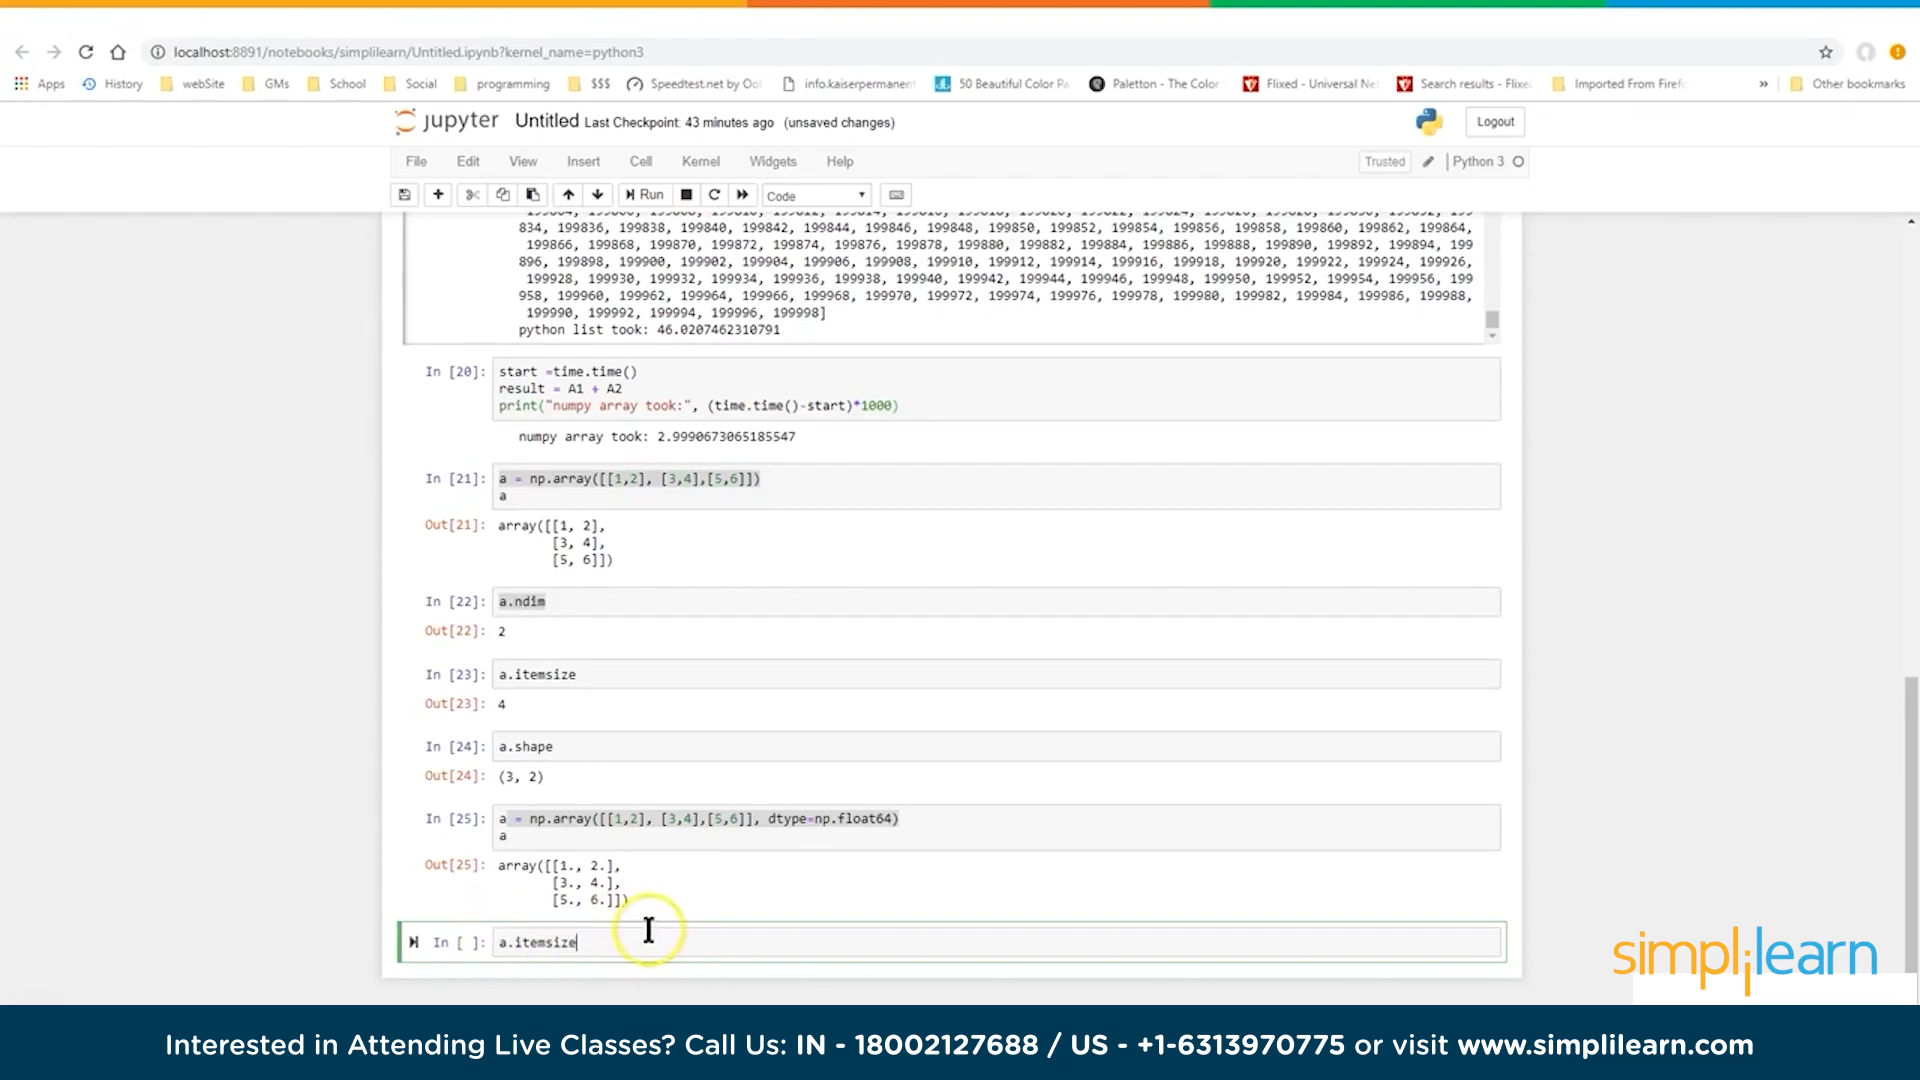 localhost:8891/notebooks/simplilearn/Untitled.ipynb?kernel_name=python3
Apps History webSite GMs School Social programming $$$ Speedtest.net by Ool info.kaiserpermanent 50 Beautiful Color Pa Paletton - The Color Flixed - Universal Net Search results - Flixe Imported From Firef » Other bookmarks
jupyter Untitled Last Checkpoint: 43 minutes ago (unsaved changes) Logout
File Edit View Insert Cell Kernel Widgets Help Trusted Python 3
Run Code
834, 199836, 199838, 199840, 199842, 199844, 199846, 199848, 199850, 199852, 199854, 199856, 199858, 199860, 199862, 199864,
199866, 199868, 199870, 199872, 199874, 199876, 199878, 199880, 199882, 199884, 199886, 199888, 199890, 199892, 199894, 199
896, 199898, 199900, 199902, 199904, 199906, 199908, 199910, 199912, 199914, 199916, 199918, 199920, 199922, 199924, 199926,
199928, 199930, 199932, 199934, 199936, 199938, 199940, 199942, 199944, 199946, 199948, 199950, 199952, 199954, 199956, 199
958, 199960, 199962, 199964, 199966, 199968, 199970, 199972, 199974, 199976, 199978, 199980, 199982, 199984, 199986, 199988,
199990, 199992, 199994, 199996, 199998]
python list took: 46.0207462310791
In [20]: start =time.time()
result = A1 + A2
print("numpy array took:", (time.time()-start)*1000)
numpy array took: 2.9990673065185547
In [21]: a = np.array([[1,2], [3,4],[5,6]])
a
Out[21]: array([[1, 2],
[3, 4],
[5, 6]])
In [22]: a.ndim
Out[22]: 2
In [23]: a.itemsize
Out[23]: 4
In [24]: a.shape
Out[24]: (3, 2)
In [25]: a = np.array([[1,2], [3,4],[5,6]], dtype=np.float64)
a
Out[25]: array([[1., 2.],
[3., 4.],
[5., 6.]])
In [ ]: a.itemsize
simplilearn
Interested in Attending Live Classes? Call Us: IN - 18002127688 / US - +1-6313970775 or visit www.simplilearn.com